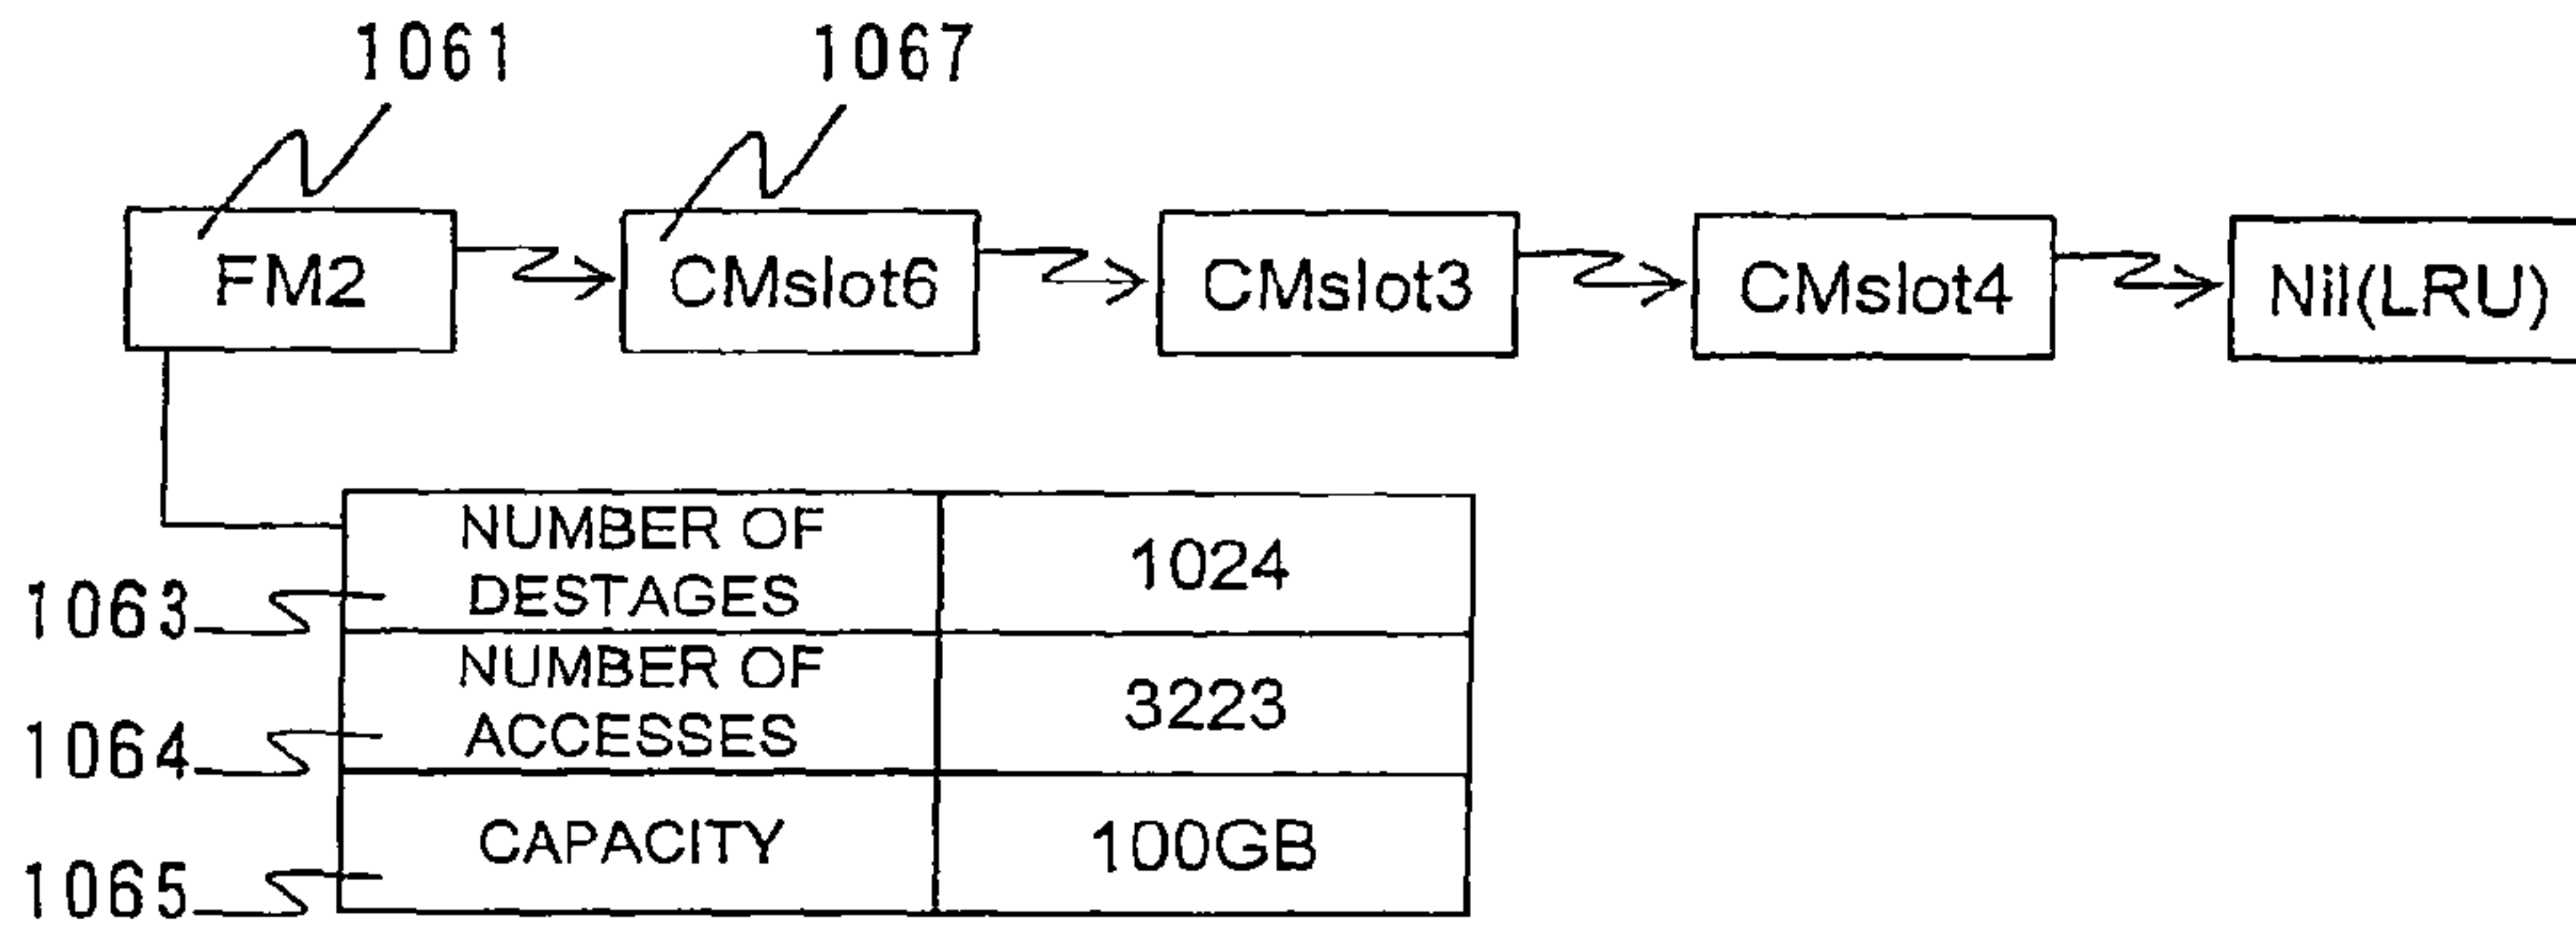 1061
1067
FM2
CMslot6
CMslot3
CMslot4
Nil(LRU)
NUMBER OF
DESTAGES
1024
1063
NUMBER OF
ACCESSES
3223
1064
CAPACITY
100GB
1065